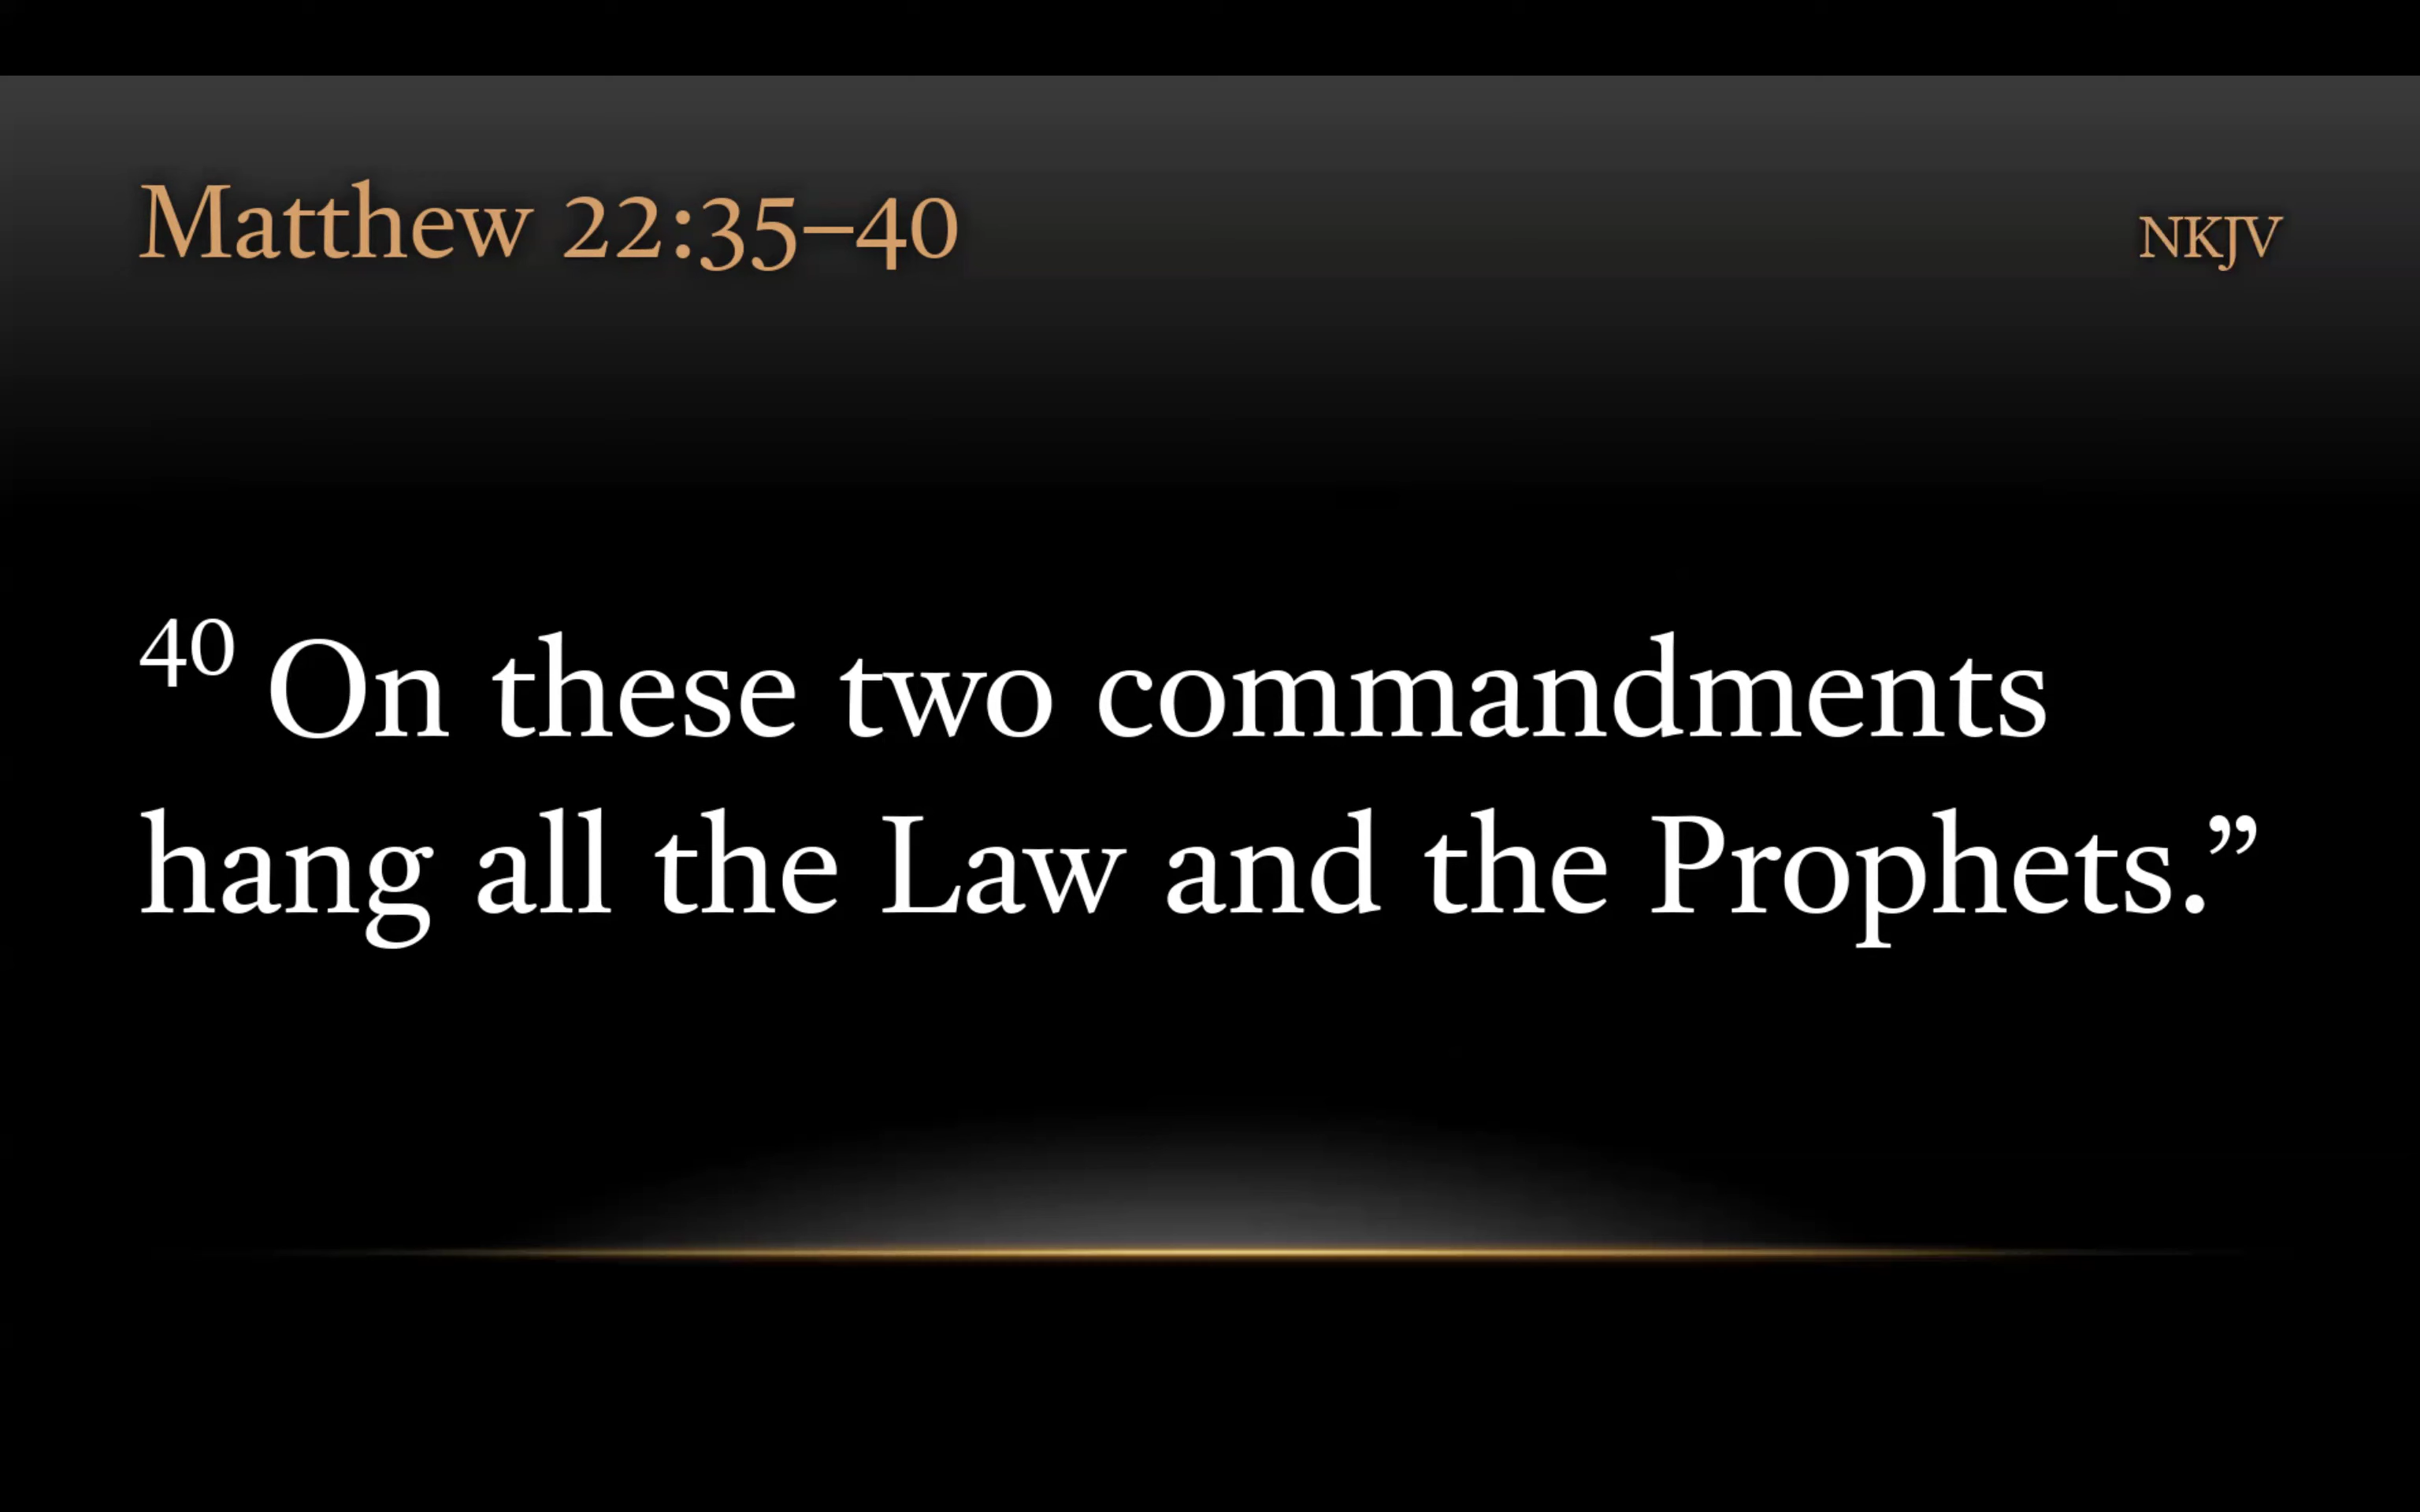 Matthew 22:35–40
NKJV
40 On these two commandments
hang all the Law and the Prophets.”